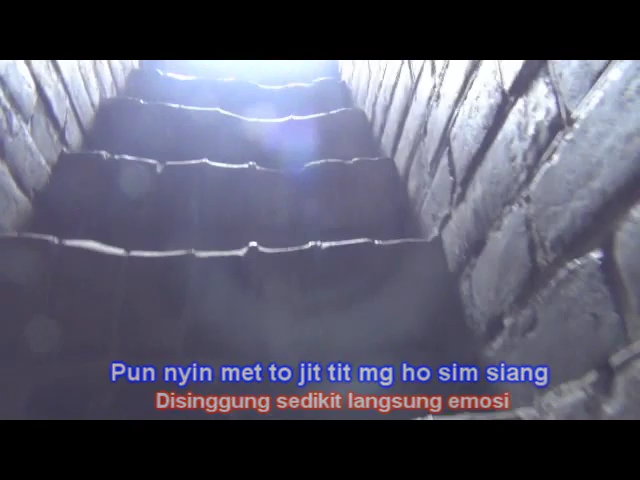 Pun nyin met to jit tit mg ho sim siang
Disinggung sedikit langsung emosi